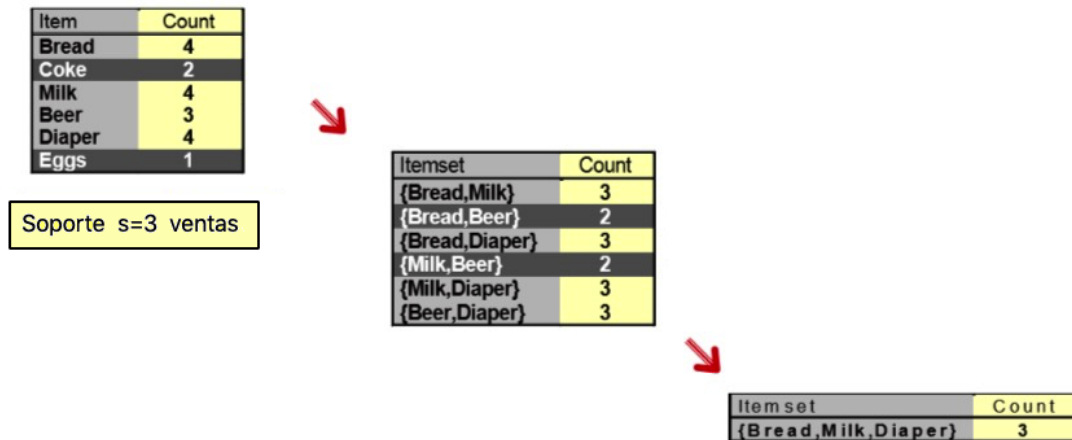 Item Count
Bread 4
Coke 2
Milk 4
Beer 3
Diaper 4
Eggs 1
Soporte s=3 ventas
Itemset Count
{Bread,Milk} 3
{Bread,Beer} 2
{Bread,Diaper} 3
{Milk,Beer} 2
{Milk,Diaper} 3
{Beer,Diaper} 3
Itemset Count
{Bread,Milk,Diaper} 3